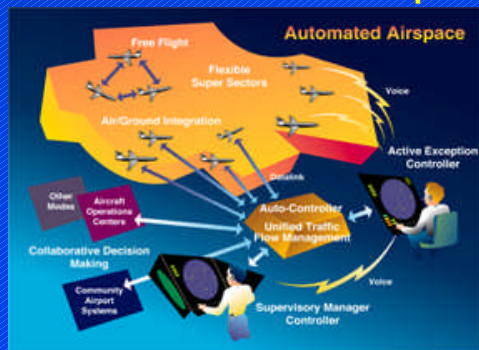 Automated Airspace
Free Flight
Flexible
Super Sectors
Voice
Air/Ground Integration
Active Exception
Controller
Datalink
Other
Modes
Aircraft
Operations
Centers
Auto-Controller
Unified Traffic
Flow Management
Collaborative Decision
Making
Voice
Community
Airport
Systems
Supervisory Manager
Controller